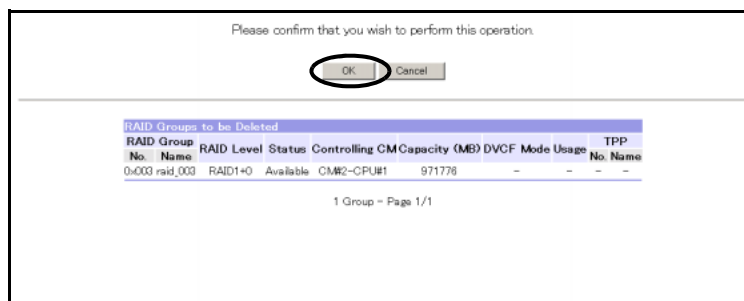 Please confirm that you wish to perform this operation.
OK Cancel
RAID Groups to be Deleted
RAID Group RAID Level Status Controlling CM Capacity (MB) DVCF Mode Usage TPP
No. Name No. Name
0x003 raid_003 RAID1+0 Available CM#2-CPU#1 971776 - - - -
1 Group - Page 1/1